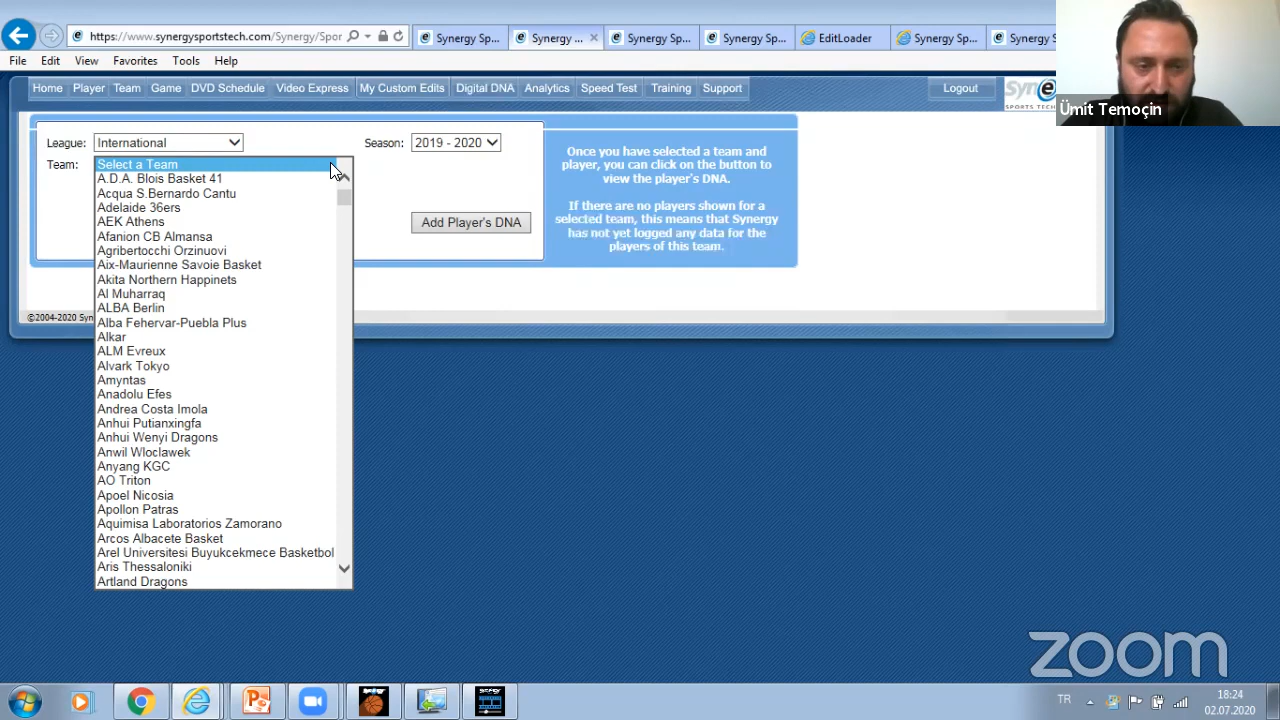 https://www.synergysportstech.com/Synergy/Spor
Synergy Sp...
Synergy ...
Synergy Sp...
Synergy Sp...
EditLoader
Synergy Sp...
Synergy S
File Edit View Favorites Tools Help
Home Player Team Game DVD Schedule Video Express My Custom Edits Digital DNA Analytics Speed Test Training Support Logout
SPORTS TECH
Ümit Temoçin
League: International Season: 2019 - 2020
Team: Select a Team
A.D.A. Blois Basket 41
Acqua S.Bernardo Cantu
Adelaide 36ers
AEK Athens
Afanion CB Almansa
Agribertocchi Orzinuovi
Aix-Maurienne Savoie Basket
Akita Northern Happinets
Al Muharraq
ALBA Berlin
Alba Fehervar-Puebla Plus
Alkar
ALM Evreux
Alvark Tokyo
Amyntas
Anadolu Efes
Andrea Costa Imola
Anhui Putianxingfa
Anhui Wenyi Dragons
Anwil Wloclawek
Anyang KGC
AO Triton
Apoel Nicosia
Apollon Patras
Aquimisa Laboratorios Zamorano
Arcos Albacete Basket
Arel Universitesi Buyukcekmece Basketbol
Aris Thessaloniki
Artland Dragons
Add Player's DNA
Once you have selected a team and
player, you can click on the button to
view the player's DNA.
If there are no players shown for a
selected team, this means that Synergy
has not yet logged any data for the
players of this team.
©2004-2020 Syn
zoom
TR
18:24
02.07.2020